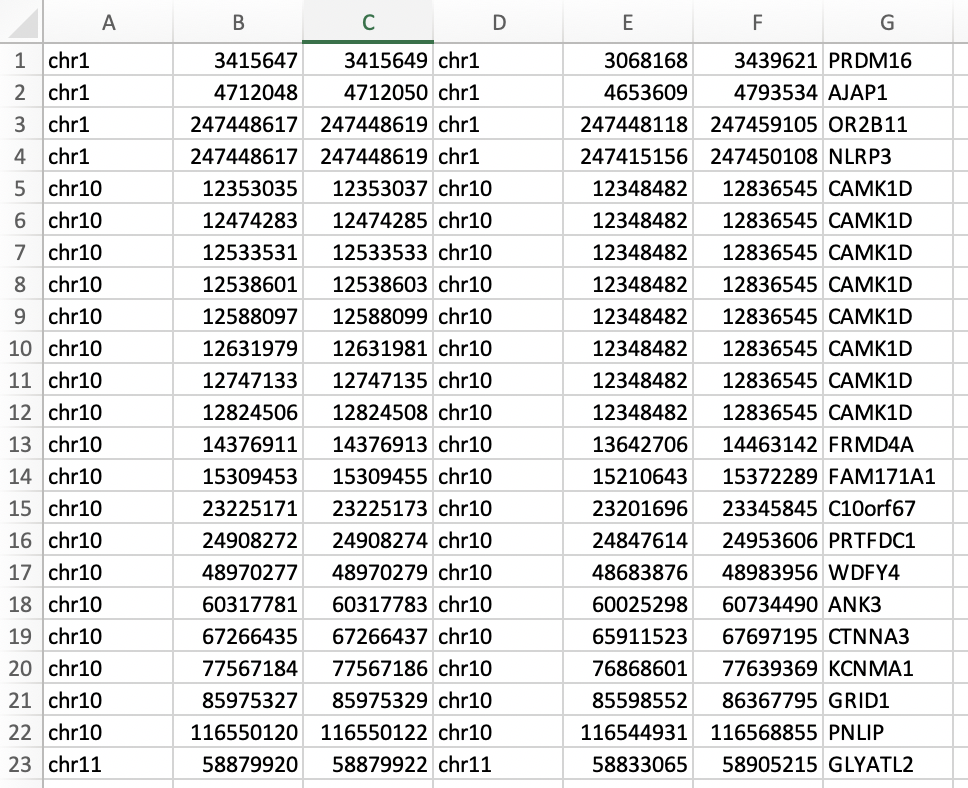 A B C D E F G
1 chr1 3415647 3415649 chr1 3068168 3439621 PRDM16
2 chr1 4712048 4712050 chr1 4653609 4793534 AJAP1
3 chr1 247448617 247448619 chr1 247448118 247459105 OR2B11
4 chr1 247448617 247448619 chr1 247415156 247450108 NLRP3
5 chr10 12353035 12353037 chr10 12348482 12836545 CAMK1D
6 chr10 12474283 12474285 chr10 12348482 12836545 CAMK1D
7 chr10 12533531 12533533 chr10 12348482 12836545 CAMK1D
8 chr10 12538601 12538603 chr10 12348482 12836545 CAMK1D
9 chr10 12588097 12588099 chr10 12348482 12836545 CAMK1D
10 chr10 12631979 12631981 chr10 12348482 12836545 CAMK1D
11 chr10 12747133 12747135 chr10 12348482 12836545 CAMK1D
12 chr10 12824506 12824508 chr10 12348482 12836545 CAMK1D
13 chr10 14376911 14376913 chr10 13642706 14463142 FRMD4A
14 chr10 15309453 15309455 chr10 15210643 15372289 FAM171A1
15 chr10 23225171 23225173 chr10 23201696 23345845 C10orf67
16 chr10 24908272 24908274 chr10 24847614 24953606 PRTFDC1
17 chr10 48970277 48970279 chr10 48683876 48983956 WDFY4
18 chr10 60317781 60317783 chr10 60025298 60734490 ANK3
19 chr10 67266435 67266437 chr10 65911523 67697195 CTNNA3
20 chr10 77567184 77567186 chr10 76868601 77639369 KCNMA1
21 chr10 85975327 85975329 chr10 85598552 86367795 GRID1
22 chr10 116550120 116550122 chr10 116544931 116568855 PNLIP
23 chr11 58879920 58879922 chr11 58833065 58905215 GLYATL2